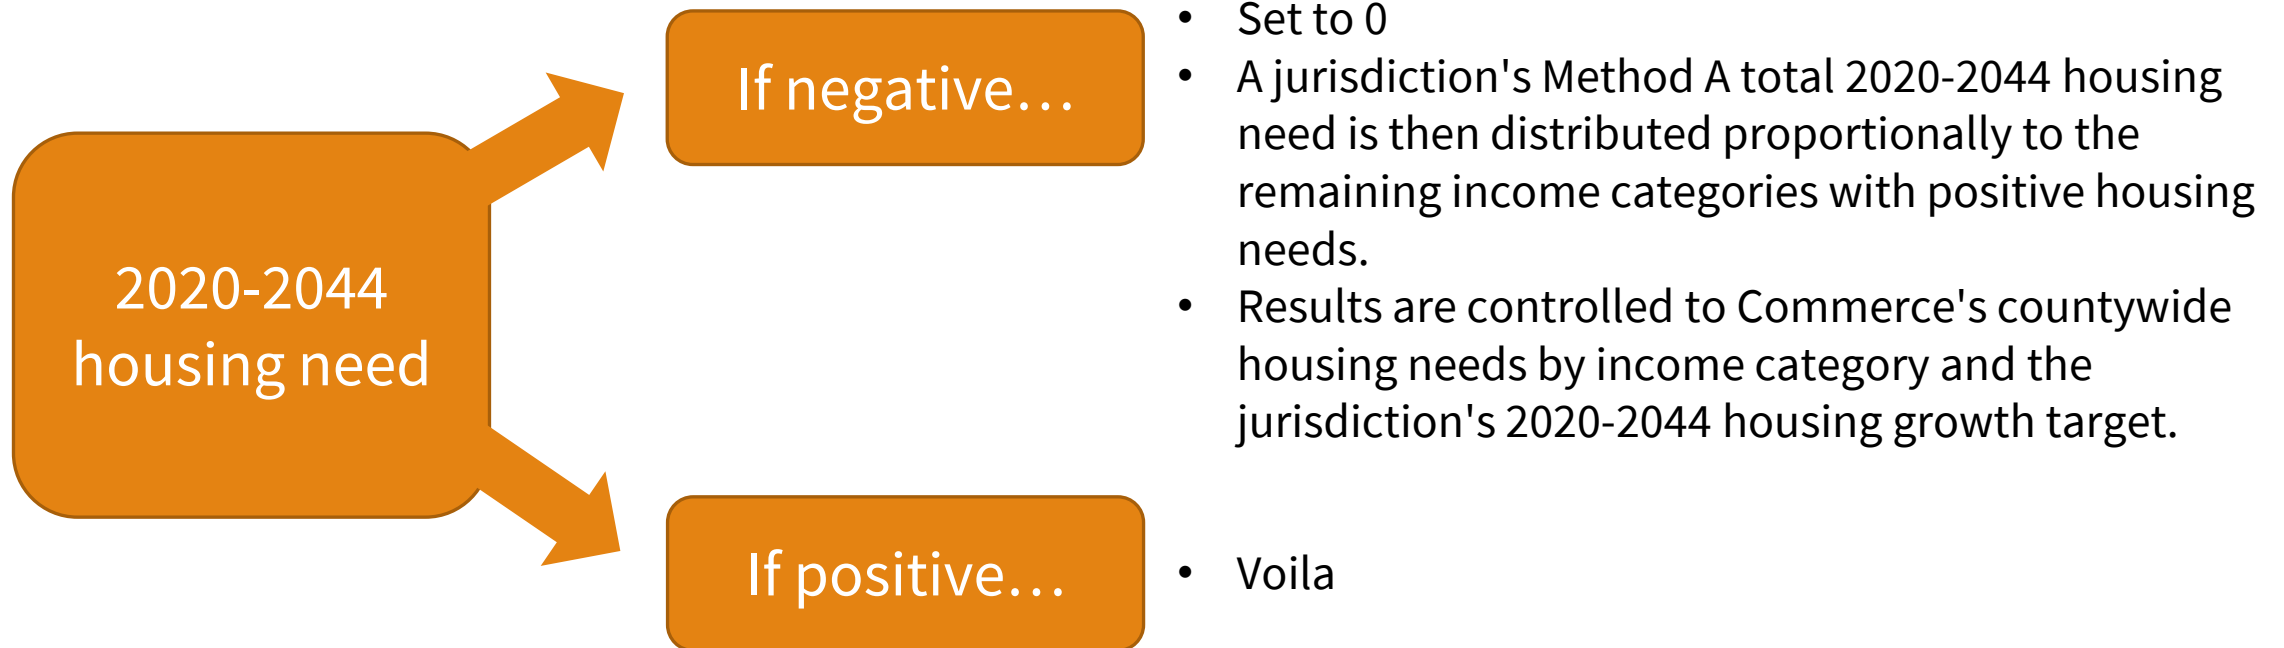 2020-2044
housing need
If negative…
• Set to 0
• A jurisdiction's Method A total 2020-2044 housing
need is then distributed proportionally to the
remaining income categories with positive housing
needs.
• Results are controlled to Commerce's countywide
housing needs by income category and the
jurisdiction's 2020-2044 housing growth target.
If positive…
• Voila